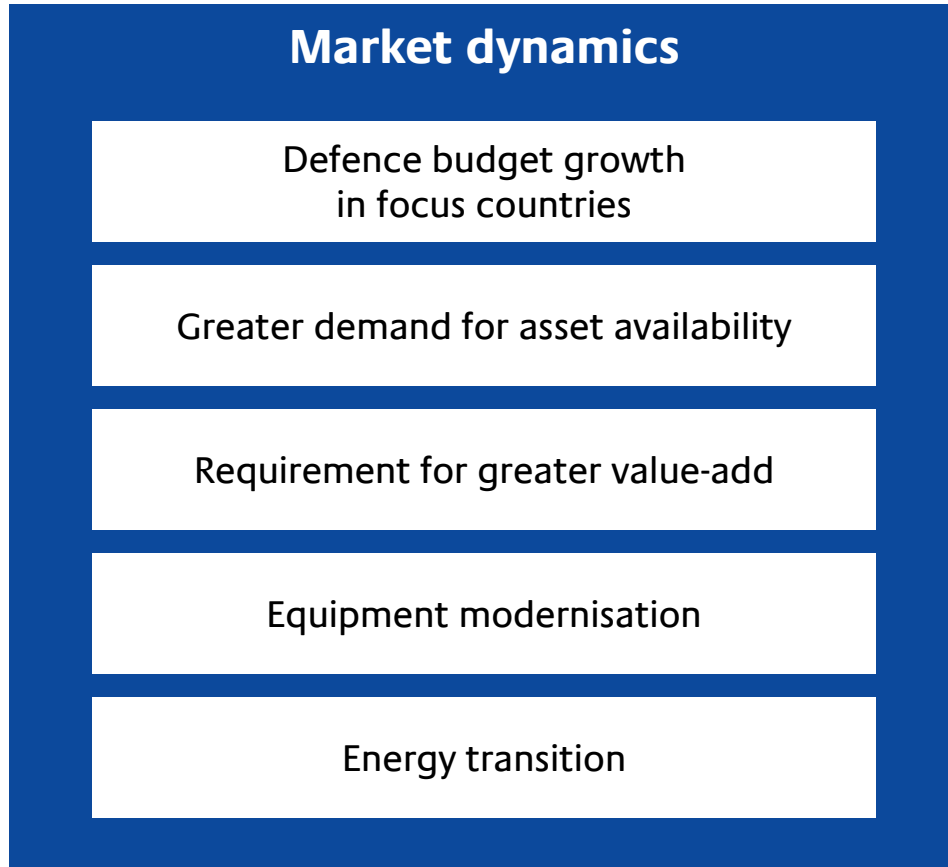 Market dynamics
Defence budget growth
in focus countries
Greater demand for asset availability
Requirement for greater value-add
Equipment modernisation
Energy transition